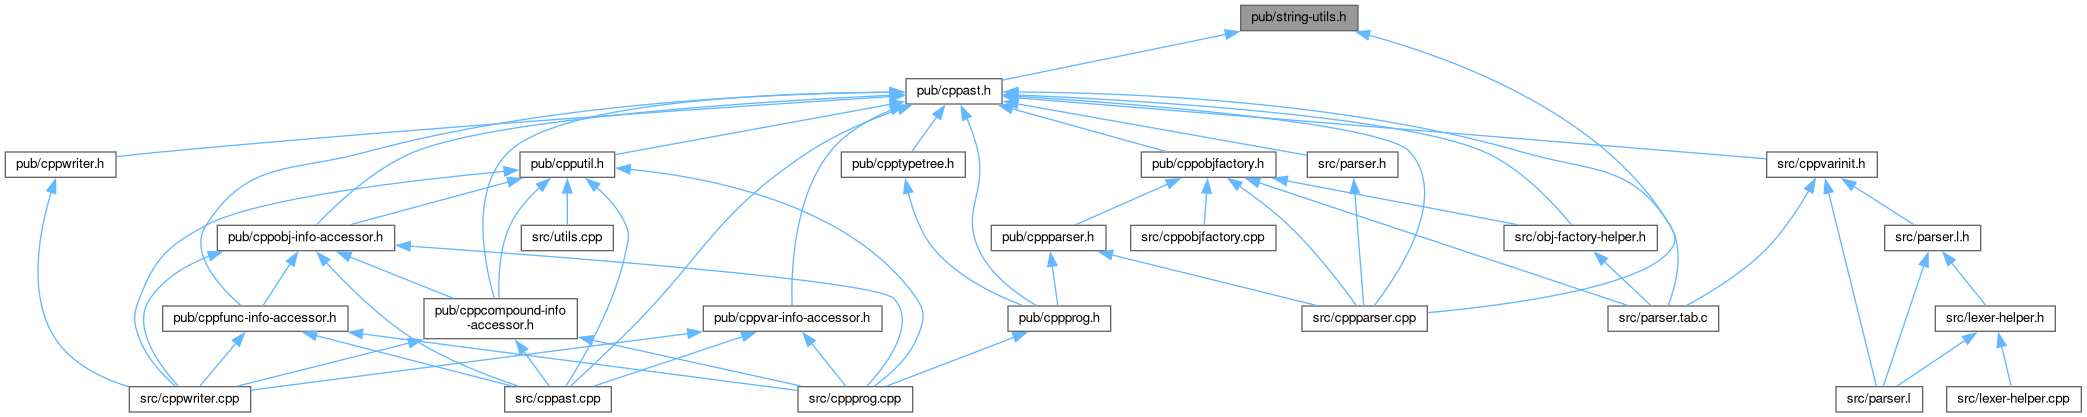 pub/string-utils.h
pub/cppast.h
pub/cppwriter.h
pub/cpputil.h
pub/cpptypetree.h
pub/cppobjfactory.h
src/parser.h
src/cppvarinit.h
pub/cppobj-info-accessor.h
src/utils.cpp
pub/cppparser.h
src/cppobjfactory.cpp
src/obj-factory-helper.h
src/parser.l.h
pub/cppfunc-info-accessor.h
pub/cppcompound-info
-accessor.h
pub/cppvar-info-accessor.h
pub/cppprog.h
src/cppparser.cpp
src/parser.tab.c
src/lexer-helper.h
src/cppwriter.cpp
src/cppast.cpp
src/cppprog.cpp
src/parser.l
src/lexer-helper.cpp